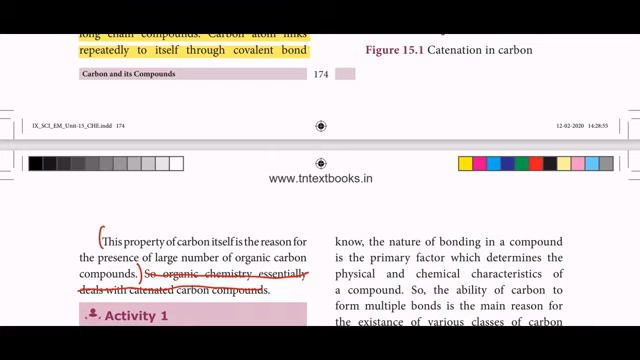 long chain compounds. Carbon atom links
repeatedly to itself through covalent bond
Figure 15.1 Catenation in carbon
Carbon and its Compounds
174
IX_SCI_EM_Unit-15_CHE.indd 174
12-02-2020 14:28:55
www.tntextbooks.in
This property of carbon itself is the reason for
the presence of large number of organic carbon
compounds. So organic chemistry essentially
deals with catenated carbon compounds.
Activity 1
know, the nature of bonding in a compound
is the primary factor which determines the
physical and chemical characteristics of
a compound. So, the ability of carbon to
form multiple bonds is the main reason for
the existance of various classes of carbon